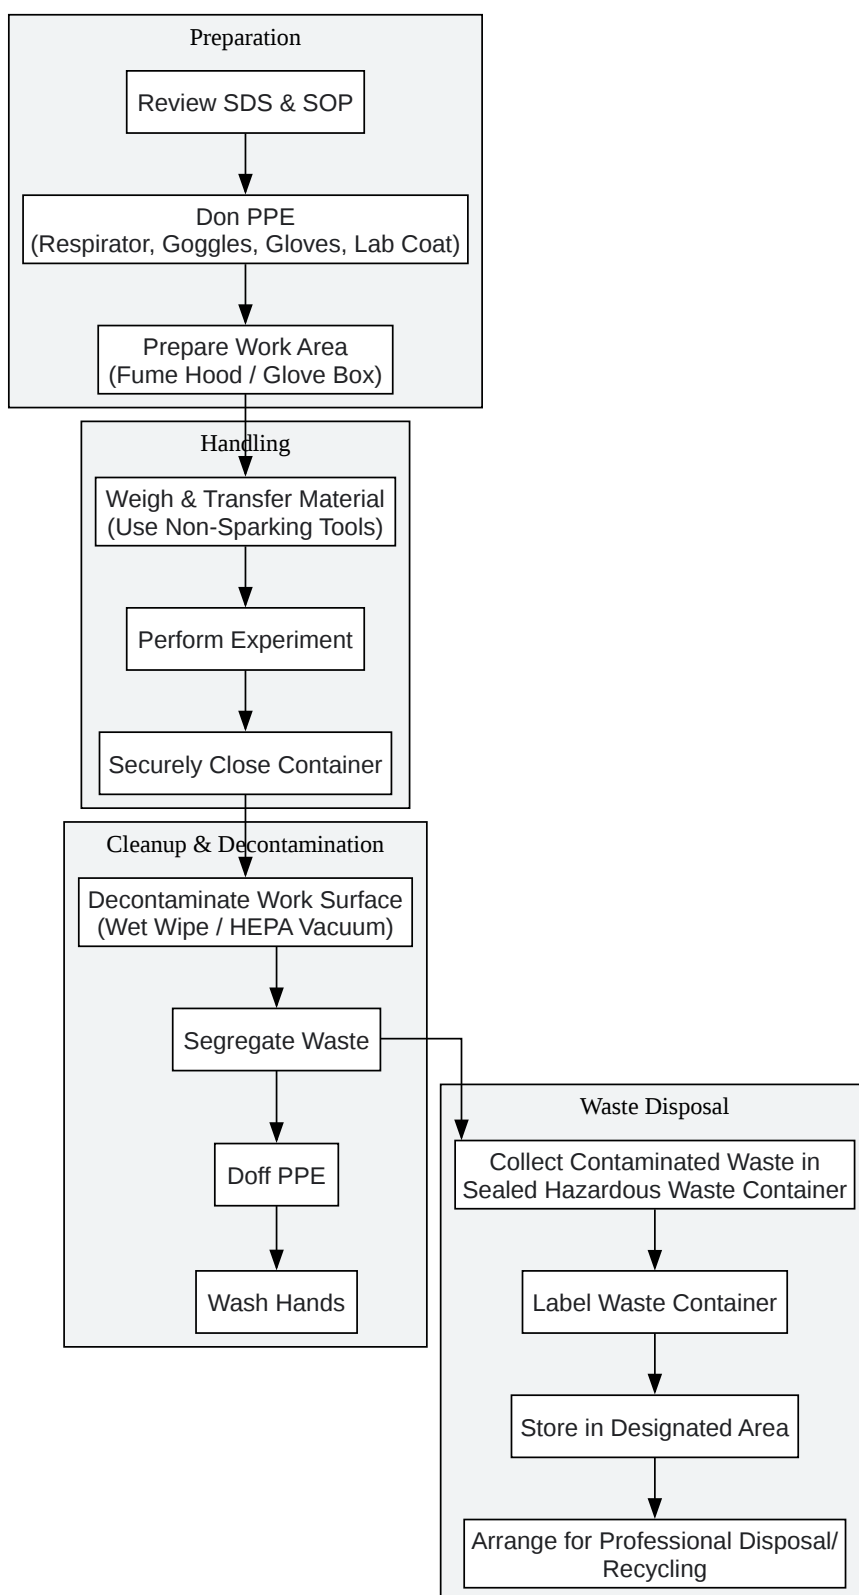 Preparation
Review SDS & SOP
Don PPE
(Respirator, Goggles, Gloves, Lab Coat)
Prepare Work Area
(Fume Hood / Glove Box)
Handling
Weigh & Transfer Material
(Use Non-Sparking Tools)
Perform Experiment
Securely Close Container
Cleanup & Decontamination
Decontaminate Work Surface
(Wet Wipe / HEPA Vacuum)
Segregate Waste
Doff PPE
Wash Hands
Waste Disposal
Collect Contaminated Waste in
Sealed Hazardous Waste Container
Label Waste Container
Store in Designated Area
Arrange for Professional Disposal/
Recycling